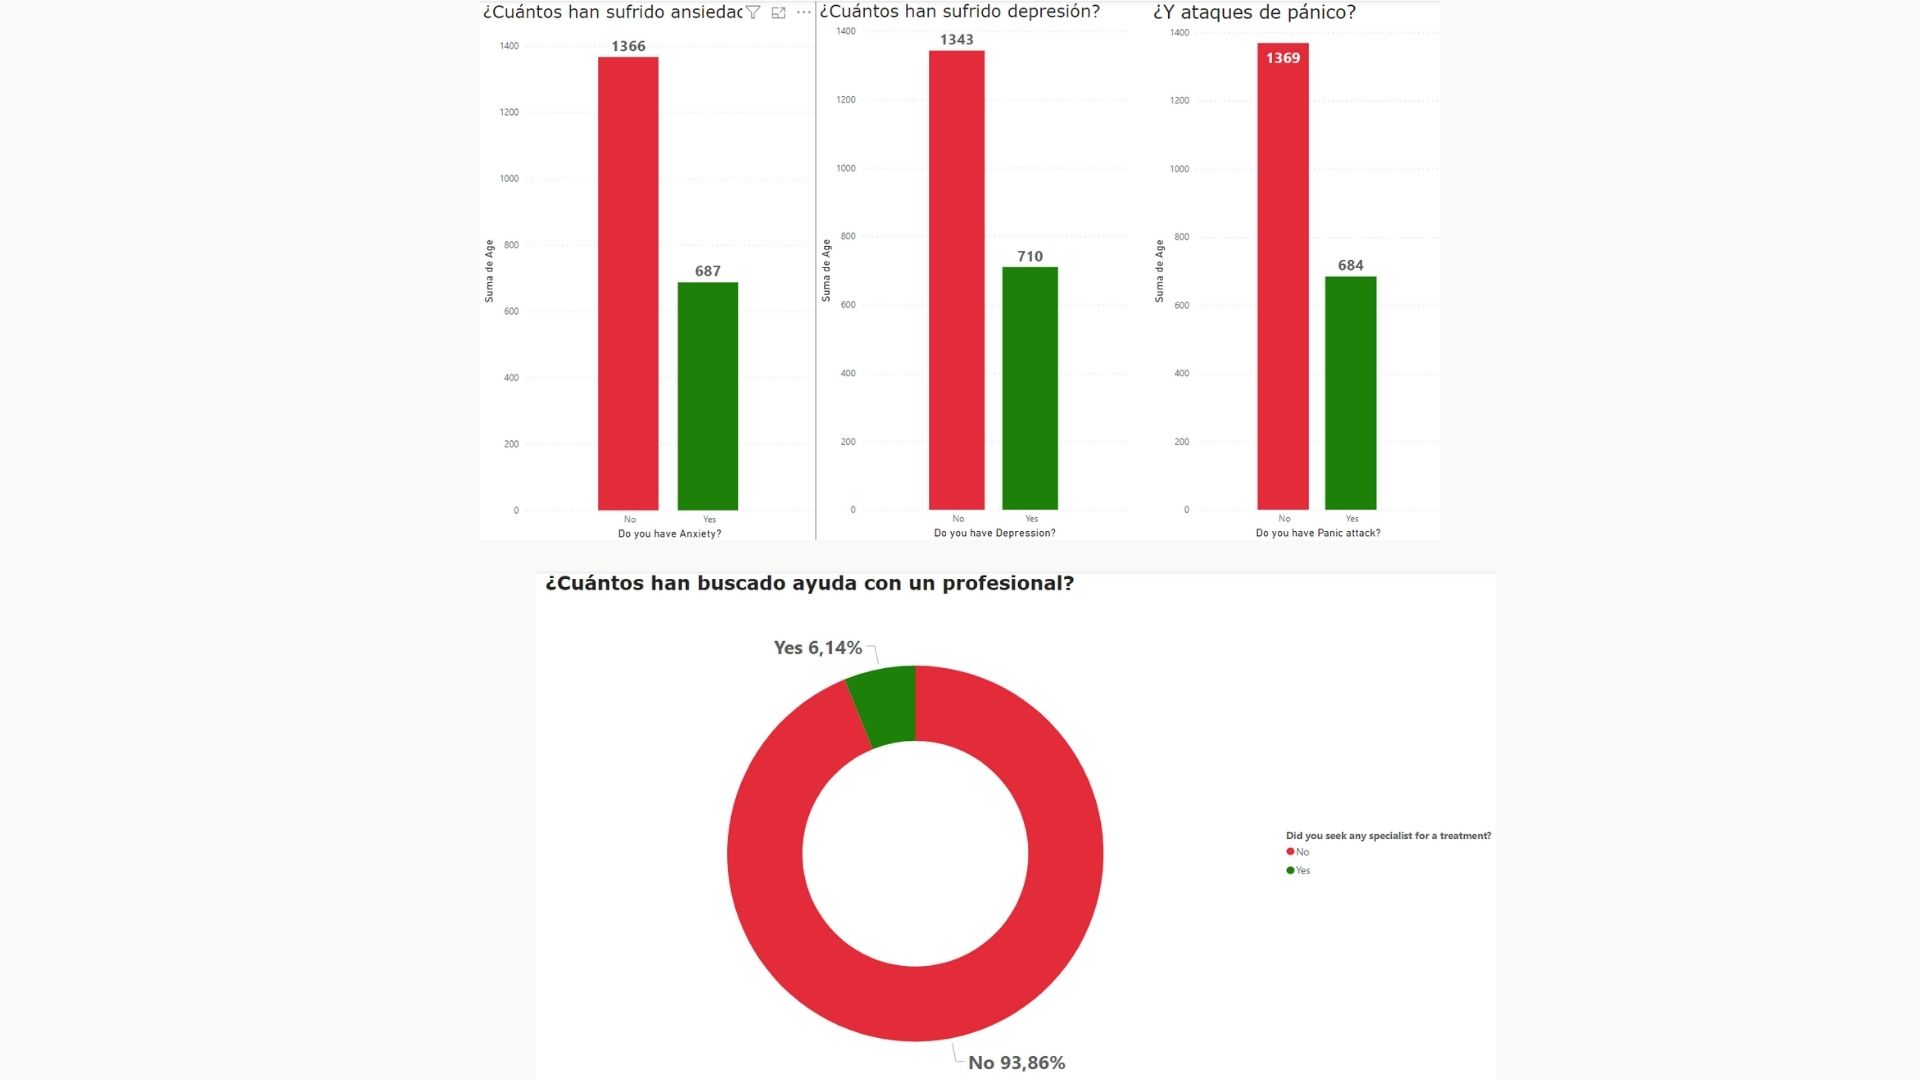 ¿Cuántos han sufrido ansiedad
1400
1200
1000
800
600
400
200
0
Suma de Age
1366
687
No
Yes
Do you have Anxiety?
¿Cuántos han sufrido depresión?
1400
1200
1000
800
600
400
200
0
Suma de Age
1343
710
No
Yes
Do you have Depression?
¿Y ataques de pánico?
1400
1200
1000
800
600
400
200
0
Suma de Age
1369
684
No
Yes
Do you have Panic attack?
¿Cuántos han buscado ayuda con un profesional?
Yes 6,14%
No 93,86%
Did you seek any specialist for a treatment?
No
Yes